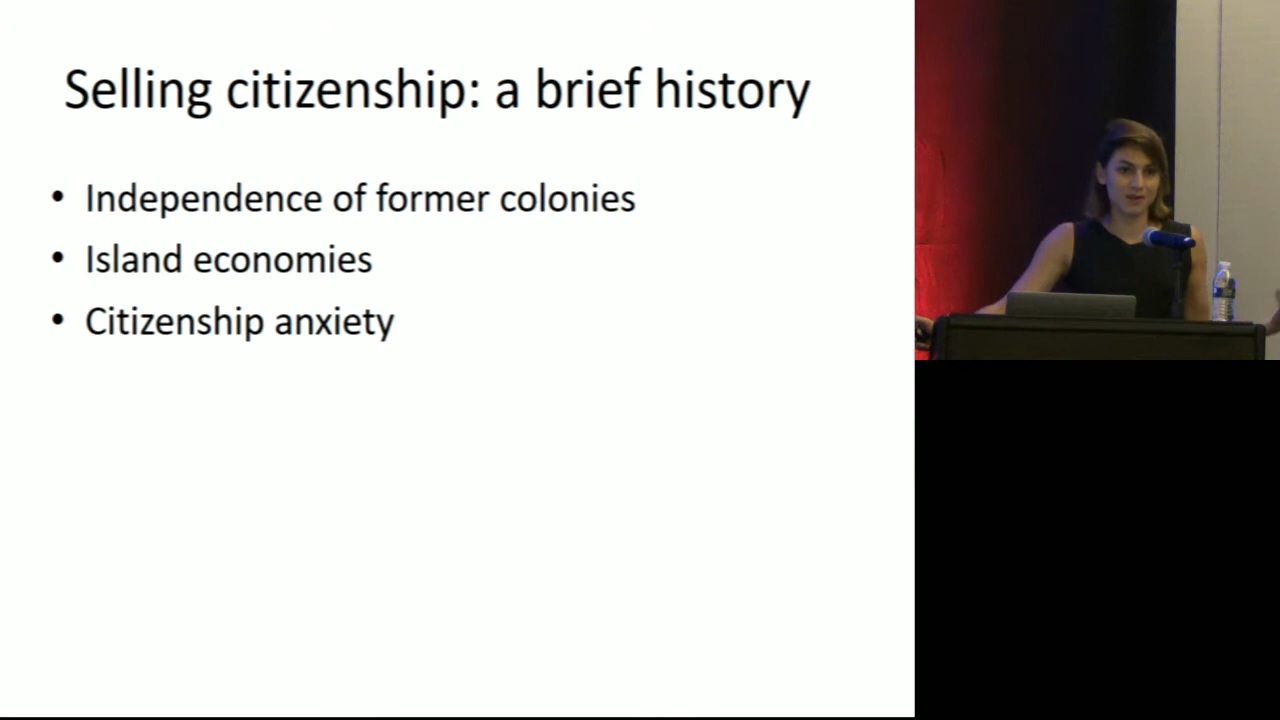 Selling citizenship: a brief history
• Independence of former colonies
• Island economies
• Citizenship anxiety